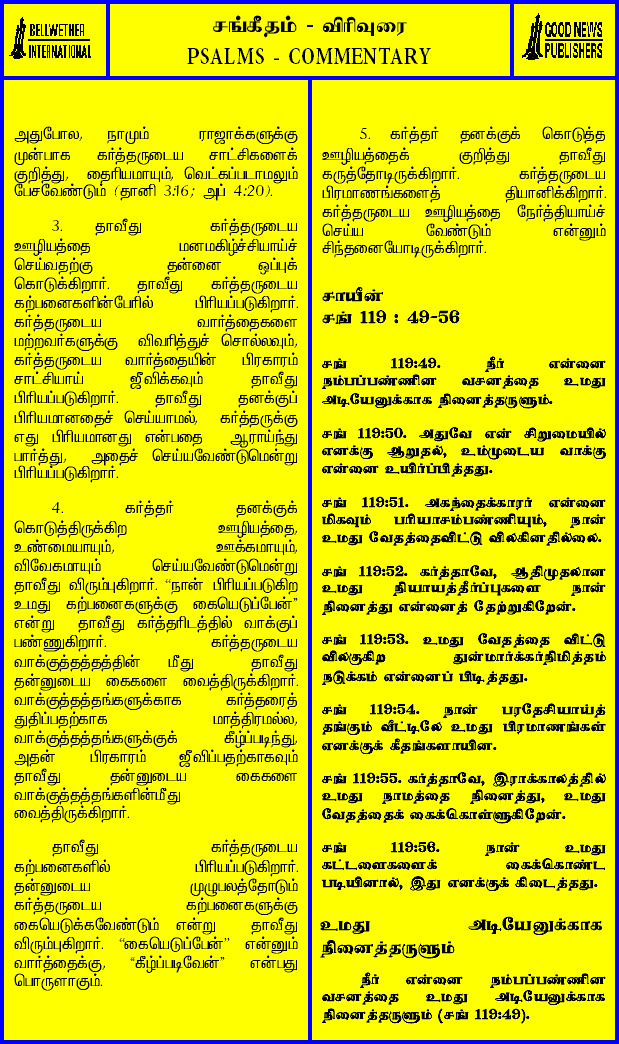 BELLWETHER
INTERNATIONAL
சங்கீதம் - விரிவுரை
PSALMS - COMMENTARY
GOOD NEWS
PUBLISHERS
அதுபோல, நாமும் ராஜாக்களுக்கு
முன்பாக கர்த்தருடைய சாட்சிகளைக்
குறித்து, தைரியமாயும், வெட்கப்படாமலும்
பேசவேண்டும் (தானி 3:16; அப் 4:20).
3. தாவீது கர்த்தருடைய
ஊழியத்தை மனமகிழ்ச்சியாய்ச்
செய்வதற்கு தன்னை ஒப்புக்
கொடுக்கிறார். தாவீது கர்த்தருடைய
கற்பனைகளின்பேரில் பிரியப்படுகிறார்.
கர்த்தருடைய வார்த்தைகளை
மற்றவர்களுக்கு விவரித்துச் சொல்லவும்,
கர்த்தருடைய வார்த்தையின் பிரகாரம்
சாட்சியாய் ஜீவிக்கவும் தாவீது
பிரியப்படுகிறார். தாவீது தனக்குப்
பிரியமானதைச் செய்யாமல், கர்த்தருக்கு
எது பிரியமானது என்பதை ஆராய்ந்து
பார்த்து, அதைச் செய்யவேண்டுமென்று
பிரியப்படுகிறார்.
4. கர்த்தர் தனக்குக்
கொடுத்திருக்கிற ஊழியத்தை,
உண்மையாயும், ஊக்கமாயும்,
விவேகமாயும் செய்யவேண்டுமென்று
தாவீது விரும்புகிறார். “நான் பிரியப்படுகிற
உமது கற்பனைகளுக்கு கையெடுப்பேன்”
என்று தாவீது கர்த்தரிடத்தில் வாக்குப்
பண்ணுகிறார். கர்த்தருடைய
வாக்குத்தத்தத்தின் மீது தாவீது
தன்னுடைய கைகளை வைத்திருக்கிறார்.
வாக்குத்தத்தங்களுக்காக கர்த்தரைத்
துதிப்பதற்காக மாத்திரமல்ல,
வாக்குத்தத்தங்களுக்குக் கீழ்ப்படிந்து,
அதன் பிரகாரம் ஜீவிப்பதற்காகவும்
தாவீது தன்னுடைய கைகளை
வாக்குத்தத்தங்களின்மீது
வைத்திருக்கிறார்.
தாவீது கர்த்தருடைய
கற்பனைகளில் பிரியப்படுகிறார்.
தன்னுடைய முழுபலத்தோடும்
கர்த்தருடைய கற்பனைகளுக்கு
கையெடுக்கவேண்டும் என்று தாவீது
விரும்புகிறார். “கையெடுப்பேன்” என்னும்
வார்த்தைக்கு, “கீழ்ப்படிவேன்” என்பது
பொருளாகும்.
5. கர்த்தர் தனக்குக் கொடுத்த
ஊழியத்தைக் குறித்து தாவீது
கருத்தோடிருக்கிறார். கர்த்தருடைய
பிரமாணங்களைத் தியானிக்கிறார்.
கர்த்தருடைய ஊழியத்தை நேர்த்தியாய்ச்
செய்ய வேண்டும் என்னும்
சிந்தனையோடிருக்கிறார்.
சாயீன்
சங் 119 : 49-56
சங் 119:49. நீர் என்னை
நம்பப்பண்ணின வசனத்தை உமது
அடியேனுக்காக நினைத்தருளும்.
சங் 119:50. அதுவே என் சிறுமையில்
எனக்கு ஆறுதல், உம்முடைய வாக்கு
என்னை உயிர்ப்பித்தது.
சங் 119:51. அகந்தைக்காரர் என்னை
மிகவும் பரியாசம்பண்ணியும், நான்
உமது வேதத்தைவிட்டு விலகினதில்லை.
சங் 119:52. கர்த்தாவே, ஆதிமுதலான
உமது நியாயத்தீர்ப்புகளை நான்
நினைத்து என்னைத் தேற்றுகிறேன்.
சங் 119:53. உமது வேதத்தை விட்டு
விலகுகிற துன்மார்க்கர்நிமித்தம்
நடுக்கம் என்னைப் பிடித்தது.
சங் 119:54. நான் பரதேசியாய்த்
தங்கும் வீட்டிலே உமது பிரமாணங்கள்
எனக்குக் கீதங்களாயின.
சங் 119:55. கர்த்தாவே, இராக்காலத்தில்
உமது நாமத்தை நினைத்து, உமது
வேதத்தைக் கைக்கொள்ளுகிறேன்.
சங் 119:56. நான் உமது
கட்டளைகளைக் கைக்கொண்ட
படியினால், இது எனக்குக் கிடைத்தது.
உமது அடியேனுக்காக
நினைத்தருளும்
நீர் என்னை நம்பப்பண்ணின
வசனத்தை உமது அடியேனுக்காக
நினைத்தருளும் (சங் 119:49).